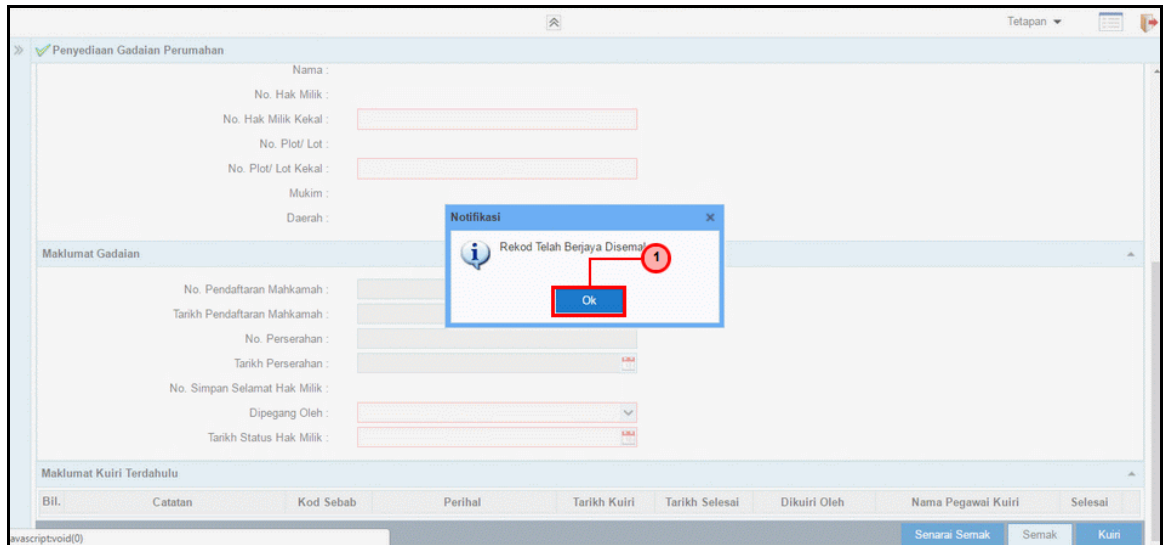 Tetapan
Penyediaan Gadaian Perumahan
Nama :
No. Hak Milik :
No. Hak Milik Kekal :
No. Plot/ Lot :
No. Plot/ Lot Kekal :
Mukim :
Daerah :
Notifikasi
Rekod Telah Berjaya
1
Ok
Maklumat Gadaian
No. Pendaftaran Mahkamah :
Tarikh Pendaftaran Mahkamah :
No. Perserahan :
Tarikh Perserahan :
No. Simpan Selamat Hak Milik :
Dipegang Oleh :
Tarikh Status Hak Milik :
Maklumat Kuiri Terdahulu
Bil. Catatan Kod Sebab Perihal Tarikh Kuiri Tarikh Selesai Dikuiri Oleh Nama Pegawai Kuiri Selesai
avascript:void(0) Senarai Semak Semak Kuiri